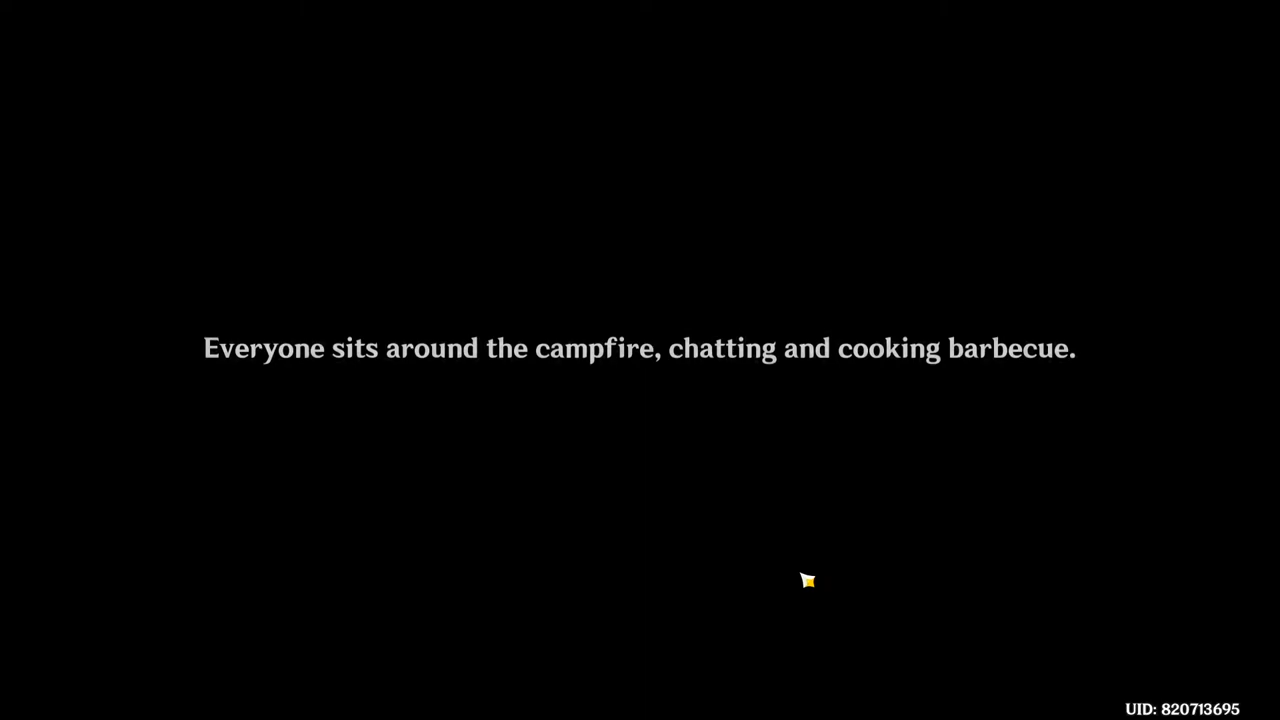 Everyone sits around the campfire, chatting and cooking barbecue.
UID: 820713695